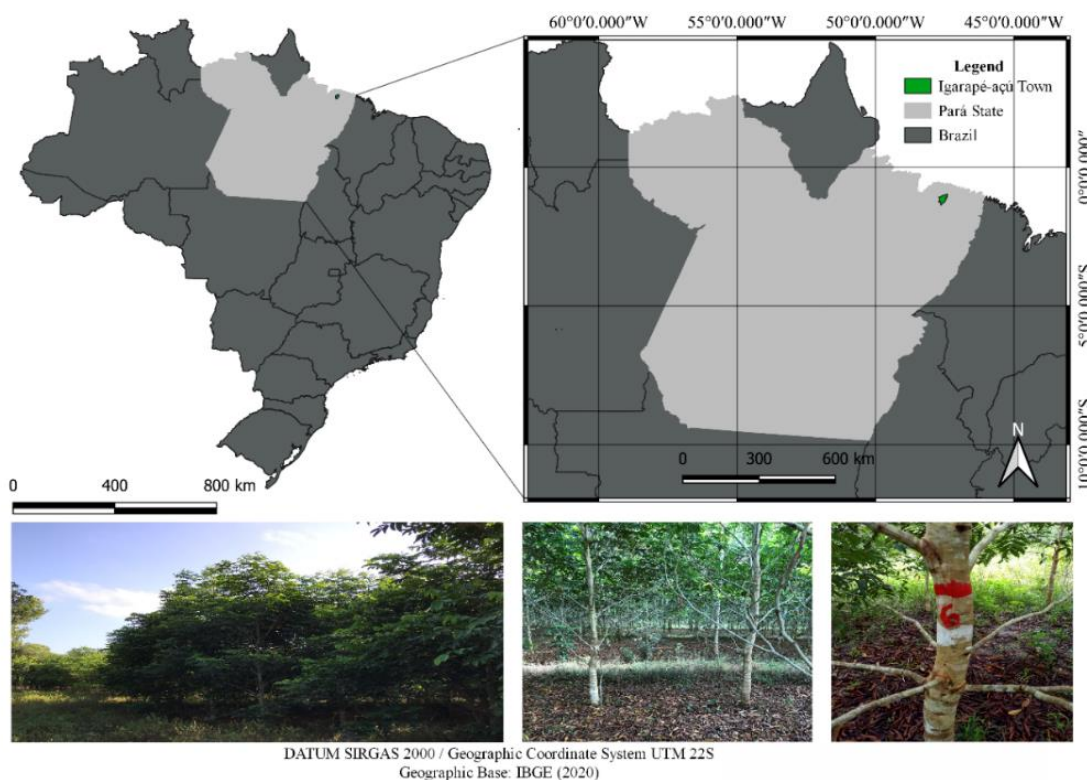 60°0'0.000"W 55°0'0.000"W 50°0'0.000"W 45°0'0.000"W
Legend
Igarapé-açú Town
Pará State
Brazil
0°0'0.000"
5°0'0.000"S
10°0'0.000"S
N
0 300 600 km
0 400 800 km
6
DATUM SIRGAS 2000 / Geographic Coordinate System UTM 22S
Geographic Base: IBGE (2020)